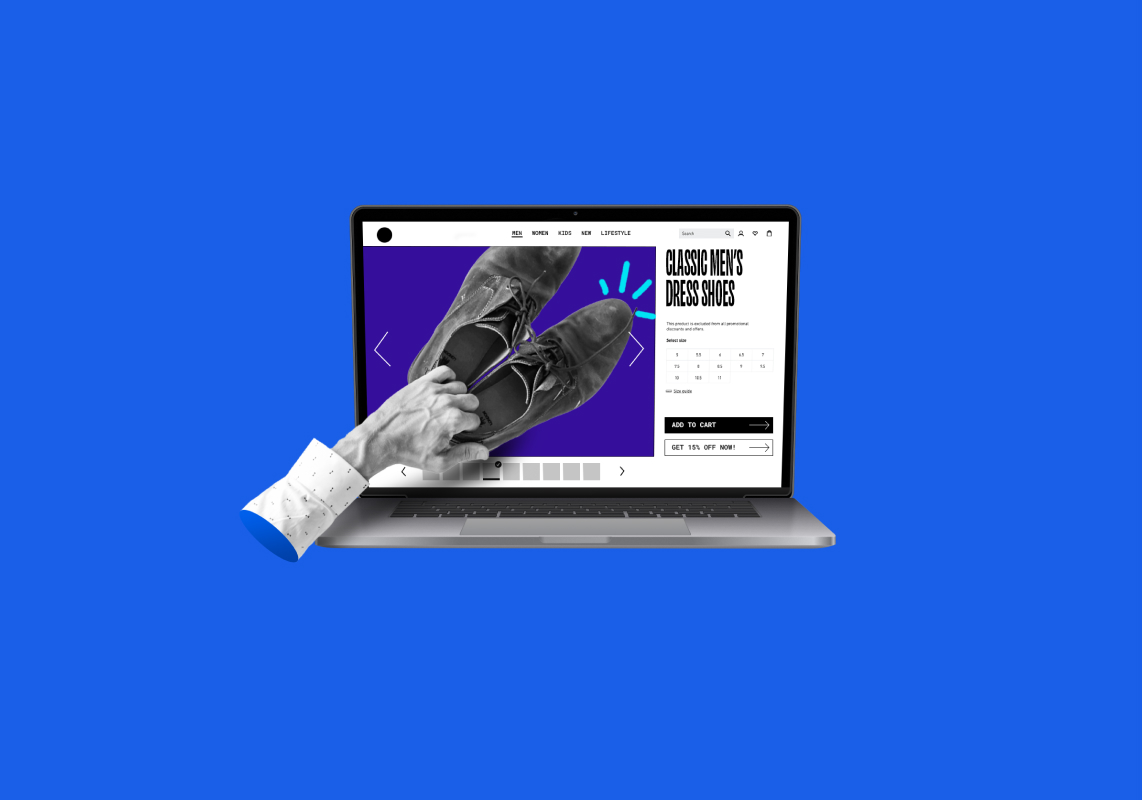 MEN WOMEN KIDS NEW LIFESTYLE
Search
CLASSIC MEN'S
DRESS SHOES
This product is excluded from all promotional
discounts and offers.
Select size
5 5.5 6 6.5 7
7.5 8 8.5 9 9.5
10 10.5 11
Size guide
ADD TO CART
GET 15% OFF NOW!